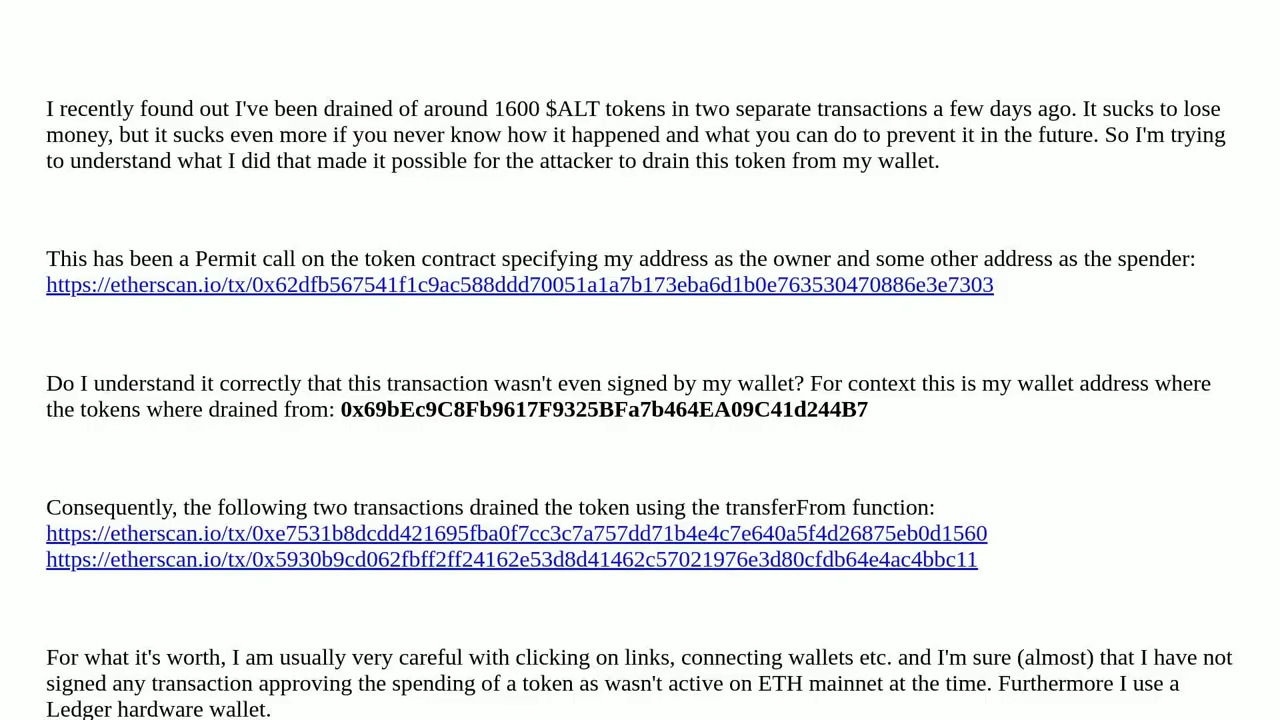 I recently found out I've been drained of around 1600 $ALT tokens in two separate transactions a few days ago. It sucks to lose
money, but it sucks even more if you never know how it happened and what you can do to prevent it in the future. So I'm trying
to understand what I did that made it possible for the attacker to drain this token from my wallet.
This has been a Permit call on the token contract specifying my address as the owner and some other address as the spender:
https://etherscan.io/tx/0x62dfb567541f1c9ac588ddd70051a1a7b173eba6d1b0e763530470886e3e7303
Do I understand it correctly that this transaction wasn't even signed by my wallet? For context this is my wallet address where
the tokens where drained from: 0x69bEc9C8Fb9617F9325BFa7b464EA09C41d244B7
Consequently, the following two transactions drained the token using the transferFrom function:
https://etherscan.io/tx/0xe7531b8dcdd421695fba0f7cc3c7a757dd71b4e4c7e640a5f4d26875eb0d1560
https://etherscan.io/tx/0x5930b9cd062fbff2ff24162e53d8d41462c57021976e3d80cfdb64e4ac4bbc11
For what it's worth, I am usually very careful with clicking on links, connecting wallets etc. and I'm sure (almost) that I have not
signed any transaction approving the spending of a token as wasn't active on ETH mainnet at the time. Furthermore I use a
Ledger hardware wallet.